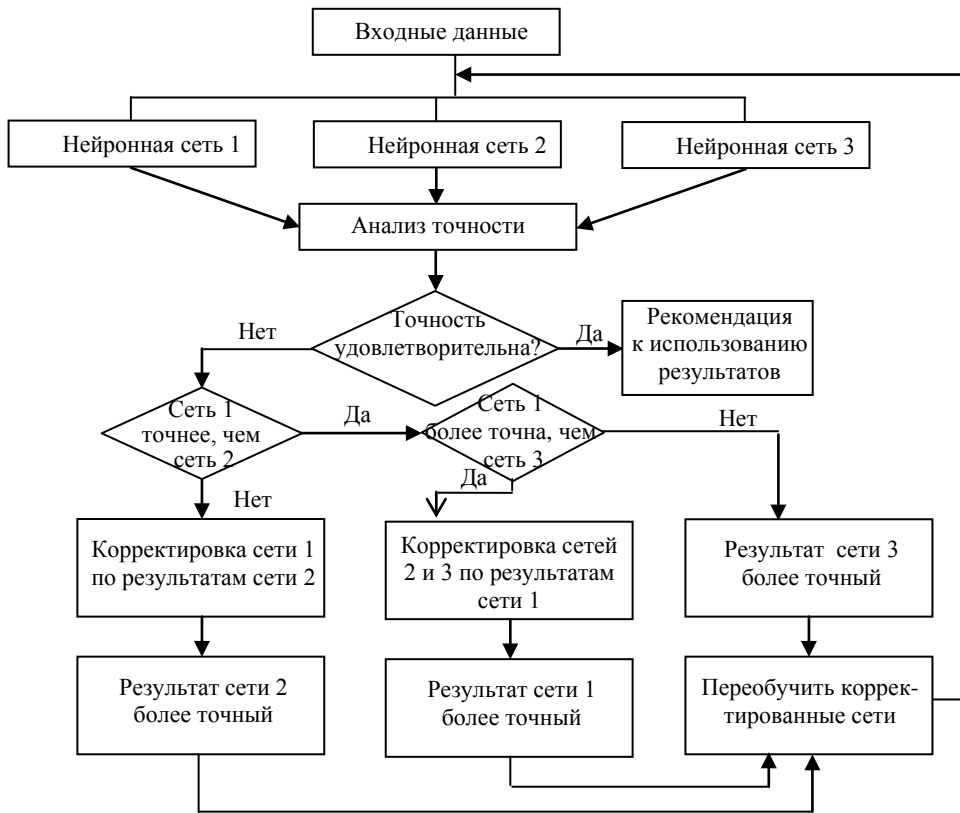 Входные данные
Нейронная сеть 1
Нейронная сеть 2
Нейронная сеть 3
Анализ точности
Точность
удовлетворительна?
Нет
Да
Рекомендация
к использованию
результатов
Сеть 1
точнее, чем
сеть 2
Да
Сеть 1
более точна, чем
сеть 3
Нет
Да
Нет
Корректировка сети 1
по результатам сети 2
Корректировка сетей
2 и 3 по результатам
сети 1
Результат сети 3
более точный
Результат сети 2
более точный
Результат сети 1
более точный
Переобучить коррек-
тированные сети